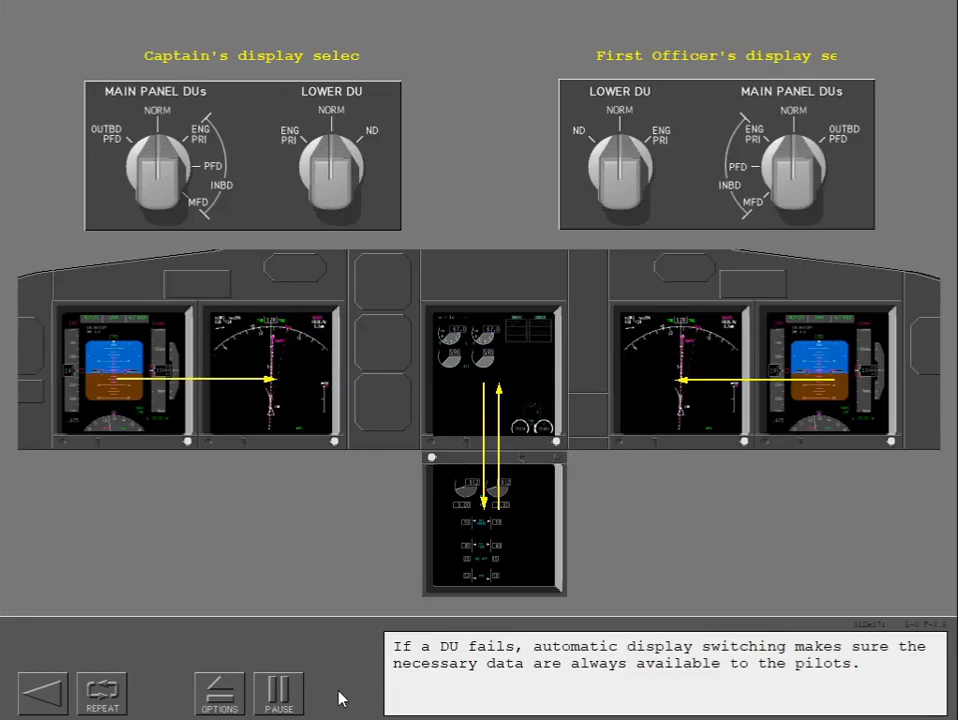 Captain's display selec
First Officer's display se
MAIN PANEL DUs
LOWER DU
NORM
NORM
OUTBD
PFD
ENG
PRI
PFD
INBD
MFD
ENG
PRI
ND
LOWER DU
MAIN PANEL DUs
NORM
NORM
ND
ENG
PRI
ENG
PRI
PFD
INBD
MFD
OUTBD
PFD
If a DU fails, automatic display switching makes sure the
necessary data are always available to the pilots.
REPEAT
OPTIONS
PAUSE